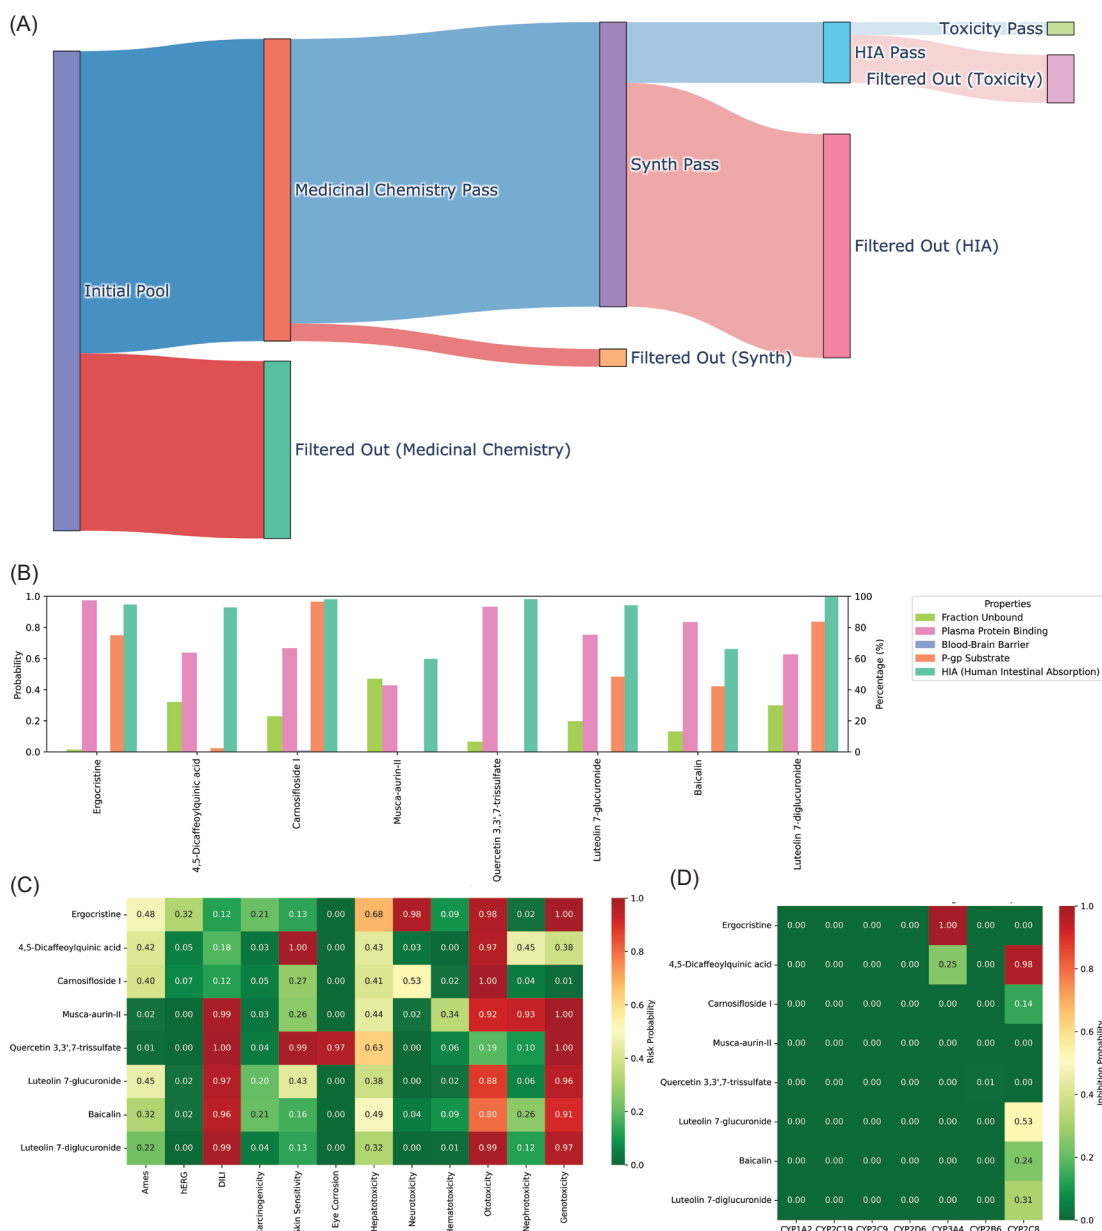 (A)
Toxicity Pass
HIA Pass
Filtered Out (Toxicity)
Synth Pass
Medicinal Chemistry Pass
Filtered Out (HIA)
Initial Pool
Filtered Out (Synth)
Filtered Out (Medicinal Chemistry)
(B)
1.0
0.8
0.6
0.4
0.2
0.0
Probability
100
80
60
40
20
0
Percentage (%)
Properties
Fraction Unbound
Plasma Protein Binding
Blood-Brain Barrier
P-gp Substrate
HIA (Human Intestinal Absorption)
Ergocristine
4,5-Dicaffeoylquinic acid
Carnosifloside I
Musca-aurin-II
Quercetin 3,3',7-trissulfate
Luteolin 7-glucuronide
Baicalin
Luteolin 7-diglucuronide
(C)
Ergocristine 0.48 0.32 0.12 0.21 0.13 0.00 0.68 0.98 0.09 0.98 0.02 1.00
4,5-Dicaffeoylquinic acid 0.42 0.05 0.18 0.03 1.00 0.00 0.43 0.03 0.00 0.97 0.45 0.38
Carnosifloside I 0.40 0.07 0.12 0.05 0.27 0.00 0.41 0.53 0.02 1.00 0.04 0.01
Musca-aurin-II 0.02 0.00 0.99 0.03 0.26 0.00 0.44 0.02 0.34 0.92 0.93 1.00
Quercetin 3,3',7-trissulfate 0.01 0.00 1.00 0.04 0.99 0.97 0.63 0.00 0.06 0.19 0.10 1.00
Luteolin 7-glucuronide 0.45 0.02 0.97 0.20 0.43 0.00 0.38 0.00 0.01 0.88 0.06 0.96
Baicalin 0.32 0.02 0.96 0.21 0.16 0.00 0.49 0.04 0.09 0.80 0.26 0.91
Luteolin 7-diglucuronide 0.22 0.00 0.99 0.04 0.13 0.00 0.32 0.00 0.01 0.99 0.12 0.97
Ames
hERG
DILI
Carcinogenicity
Skin Sensitivity
Eye Corrosion
Hepatotoxicity
Neurotoxicity
Hematotoxicity
Ototoxicity
Nephrotoxicity
Genotoxicity
1.0
0.8
0.6
0.4
0.2
0.0
Risk Probability
(D)
Ergocristine 0.00 0.00 0.00 0.00 1.00 0.00 0.00
4,5-Dicaffeoylquinic acid 0.00 0.00 0.00 0.00 0.25 0.00 0.98
Carnosifloside I 0.00 0.00 0.00 0.00 0.00 0.00 0.14
Musca-aurin-II 0.00 0.00 0.00 0.00 0.00 0.00 0.00
Quercetin 3,3',7-trissulfate 0.00 0.00 0.00 0.00 0.00 0.01 0.00
Luteolin 7-glucuronide 0.00 0.00 0.00 0.00 0.00 0.00 0.53
Baicalin 0.00 0.00 0.00 0.00 0.00 0.00 0.24
Luteolin 7-diglucuronide 0.00 0.00 0.00 0.00 0.00 0.00 0.31
CYP1A2 CYP2C19 CYP2C9 CYP2D6 CYP3A4 CYP2B6 CYP2C8
1.0
0.8
0.6
0.4
0.2
0.0
Inhibition Probability